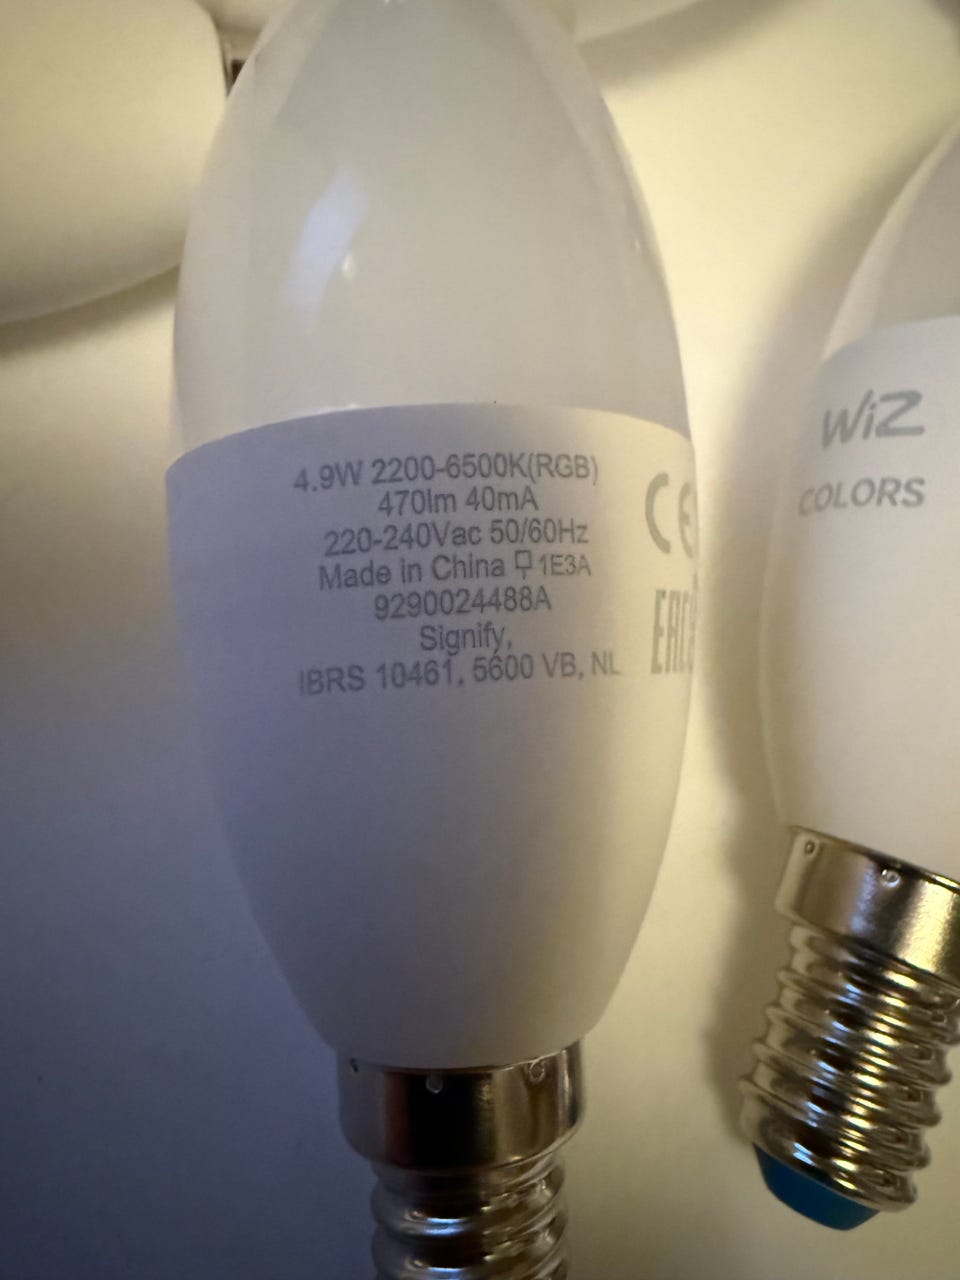 4.9W 2200-6500K(RGB)
470lm 40mA
220-240Vac 50/60Hz
Made in China 1E3A
9290024488A
Signify,
IBRS 10461, 5600 VB, NL
CE
EAC
WiZ
COLORS